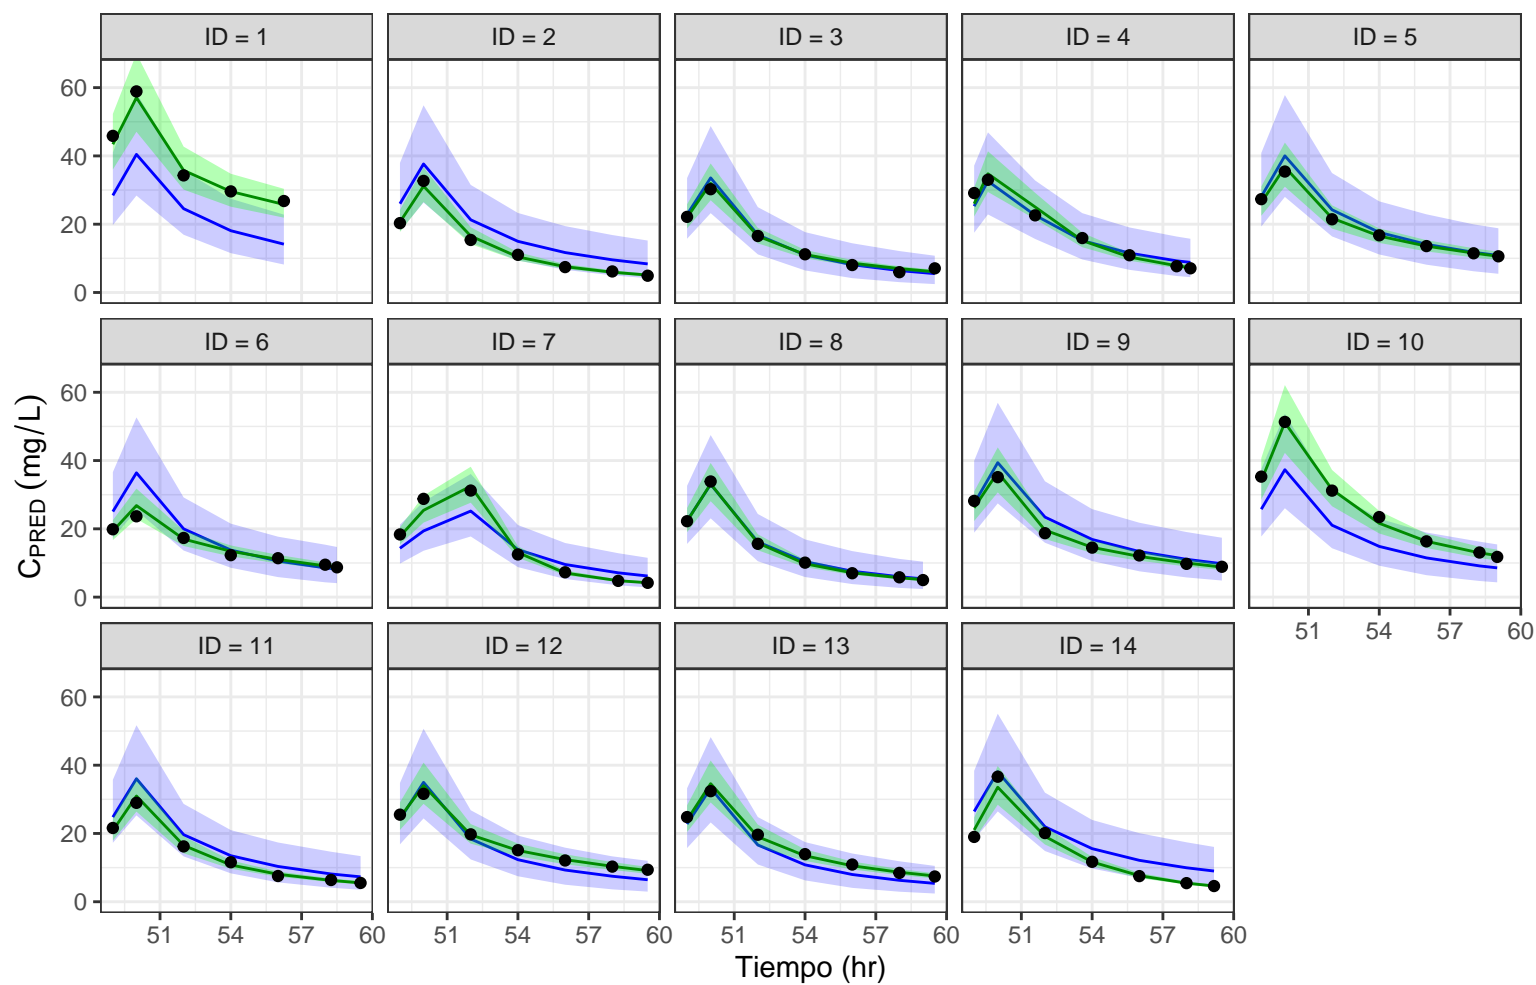 ID = 1 ID = 2 ID = 3 ID = 4 ID = 5
60
40
20
0
ID = 6 ID = 7 ID = 8 ID = 9 ID = 10
60
40
20
0
51 54 57 60
ID = 11 ID = 12 ID = 13 ID = 14
60
40
20
0
51 54 57 60 51 54 57 60 51 54 57 60 51 54 57 60
Tiempo (hr)
CPRED (mg/L)